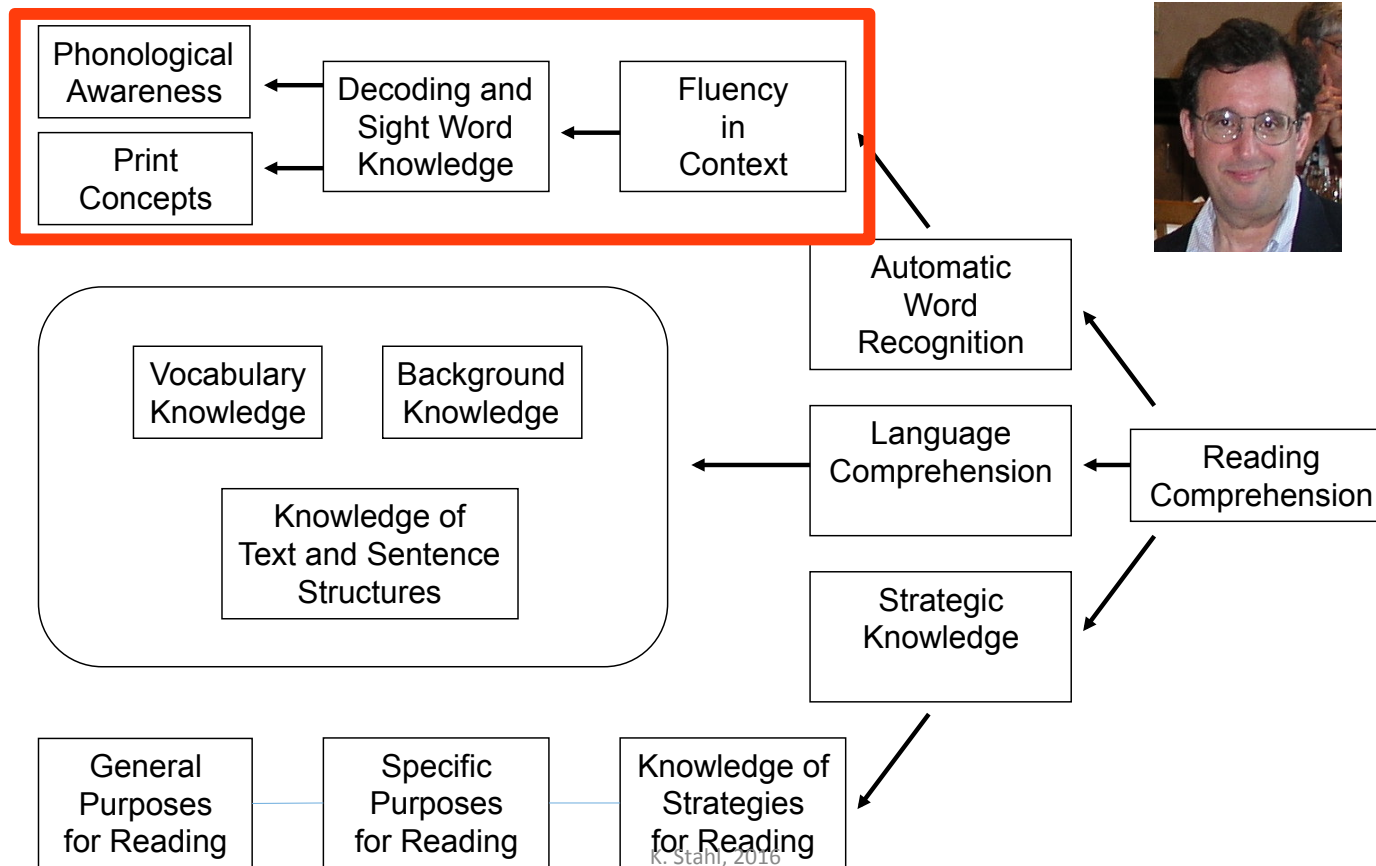 Phonological
Awareness
Print
Concepts
Decoding and
Sight Word
Knowledge
Fluency
in
Context
Automatic
Word
Recognition
Vocabulary
Knowledge
Background
Knowledge
Knowledge of
Text and Sentence
Structures
Language
Comprehension
Reading
Comprehension
Strategic
Knowledge
General
Purposes
for Reading
Specific
Purposes
for Reading
Knowledge of
Strategies
for Reading
K. Stahl, 2016